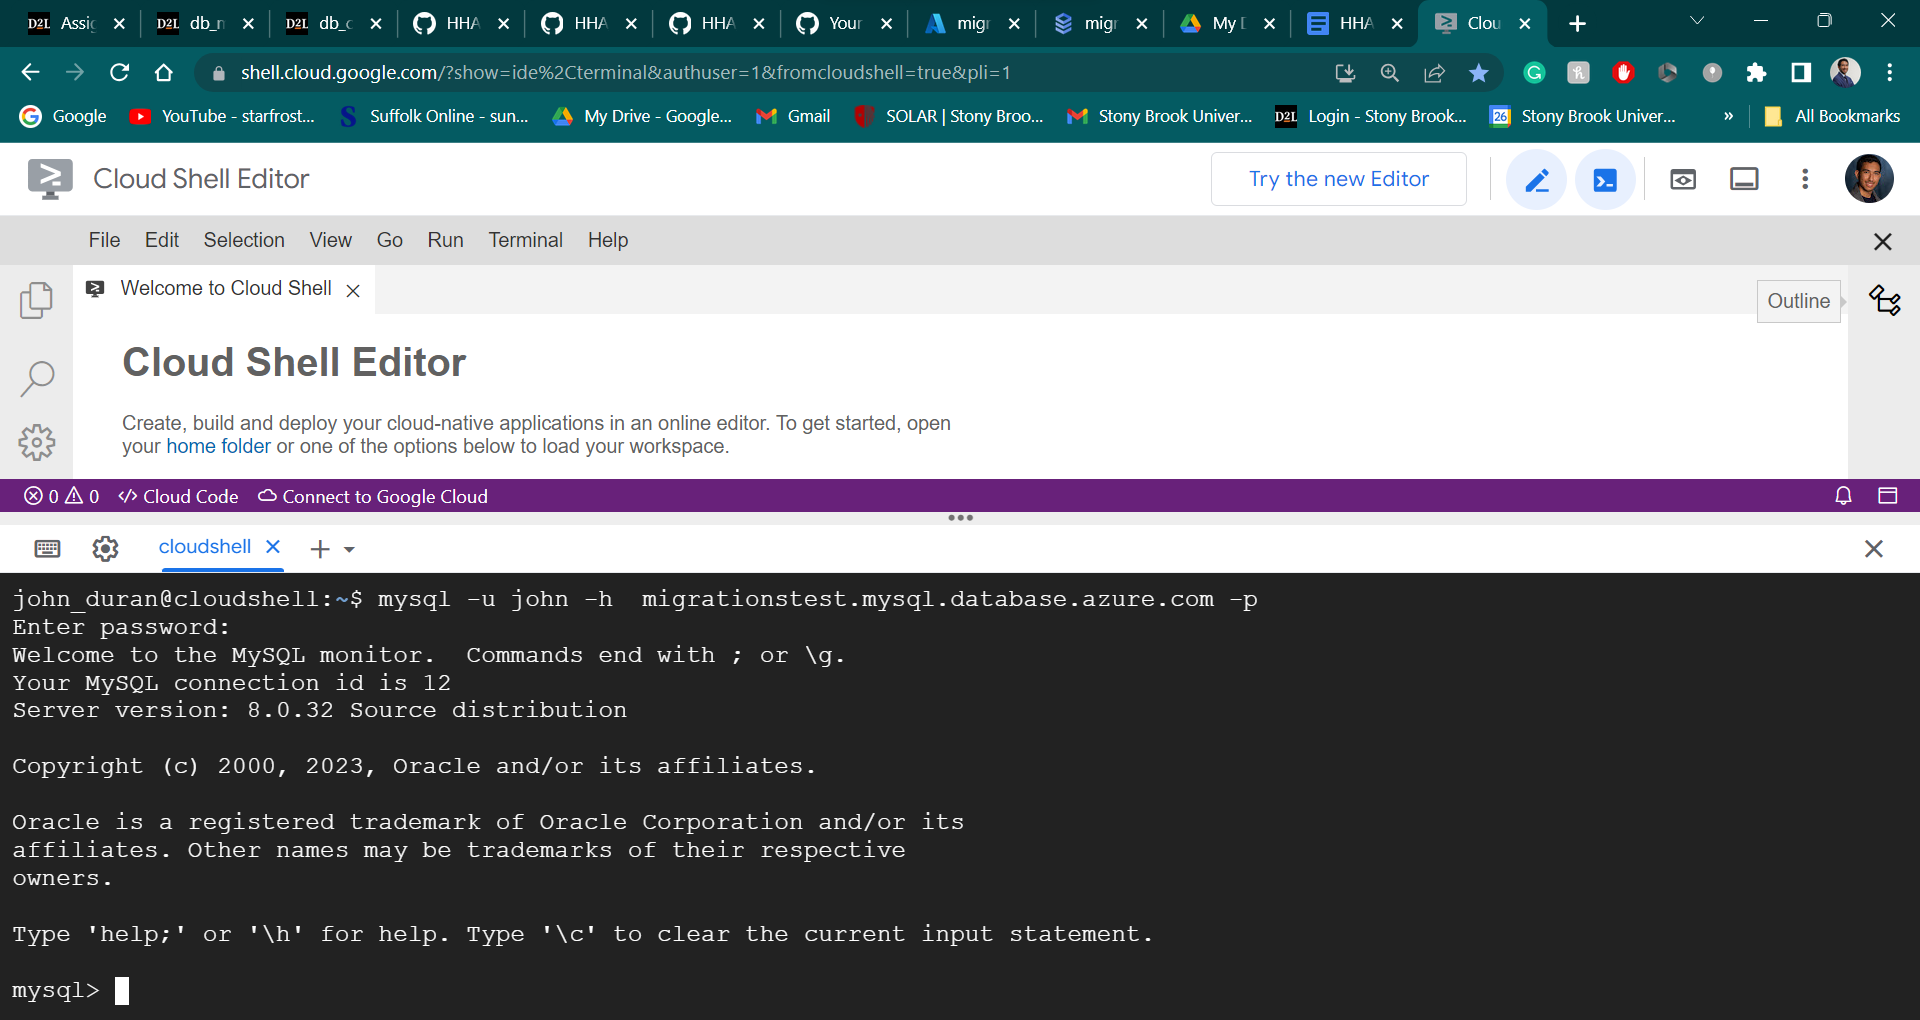 D2L Assig
D2L db_r
D2L db_c
HHA
HHA
HHA
Your
migr
migr
My D
HHA
Clou
shell.cloud.google.com/?show=ide%2Cterminal&authuser=1&fromcloudshell=true&pli=1
Google
YouTube - starfrost...
Suffolk Online - sun...
My Drive - Google...
Gmail
SOLAR | Stony Broo...
Stony Brook Univer...
D2L Login - Stony Brook...
26 Stony Brook Univer...
»
All Bookmarks
Cloud Shell Editor
Try the new Editor
File Edit Selection View Go Run Terminal Help
Welcome to Cloud Shell
Outline
Cloud Shell Editor
Create, build and deploy your cloud-native applications in an online editor. To get started, open
your home folder or one of the options below to load your workspace.
0 0 </> Cloud Code Connect to Google Cloud
cloudshell
john_duran@cloudshell:~$ mysql -u john -h  migrationstest.mysql.database.azure.com -p
Enter password:
Welcome to the MySQL monitor.  Commands end with ; or \g.
Your MySQL connection id is 12
Server version: 8.0.32 Source distribution
Copyright (c) 2000, 2023, Oracle and/or its affiliates.
Oracle is a registered trademark of Oracle Corporation and/or its
affiliates. Other names may be trademarks of their respective
owners.
Type 'help;' or '\h' for help. Type '\c' to clear the current input statement.
mysql>